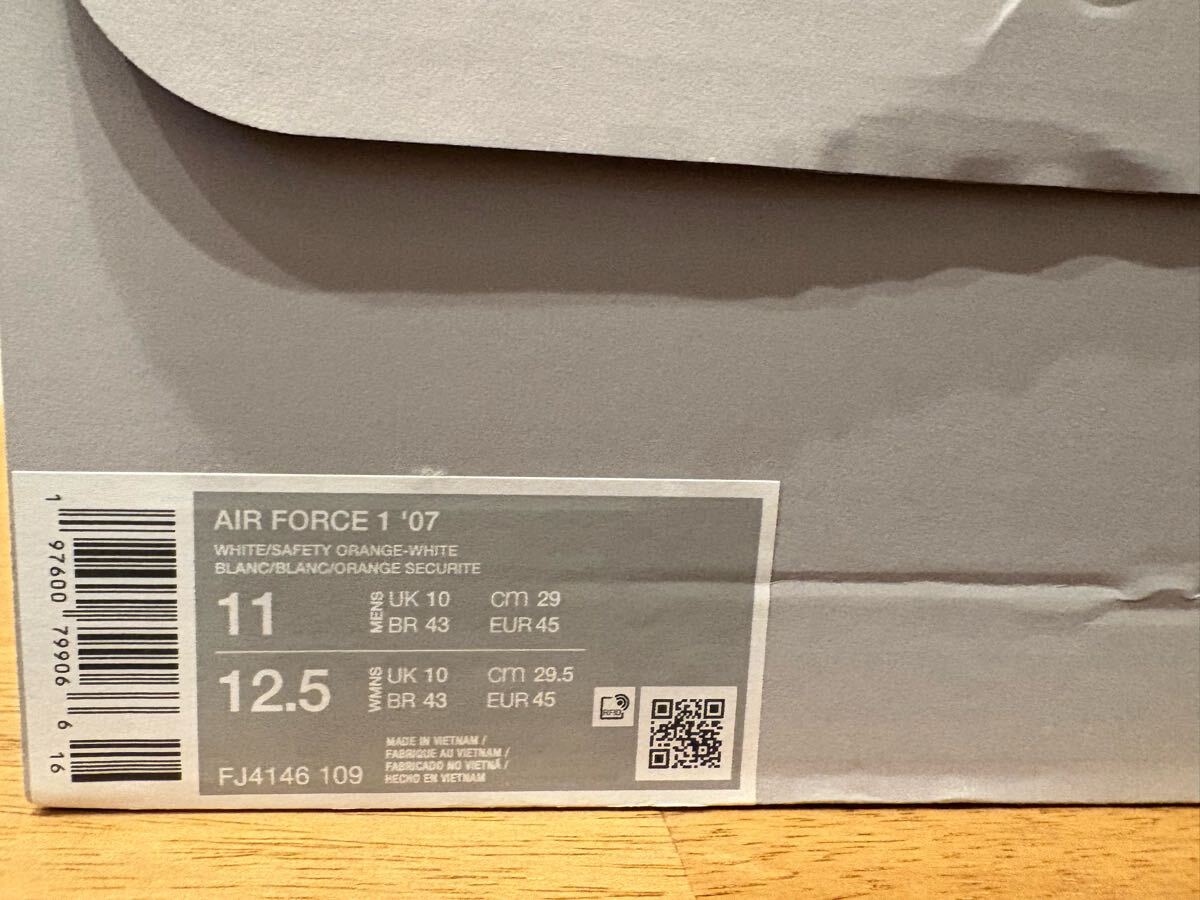 AIR FORCE 1 '07
WHITE/SAFETY ORANGE-WHITE
BLANC/BLANC/ORANGE SECURITE
11 MENS UK 10 cm 29
BR 43 EUR 45
12.5 WMNS UK 10 cm 29.5
BR 43 EUR 45
RFID
MADE IN VIETNAM /
FABRIQUE AU VIETNAM /
FABRICADO NO VIETNÃ /
HECHO EN VIETNAM
FJ4146 109
1 97600 79906 6 16